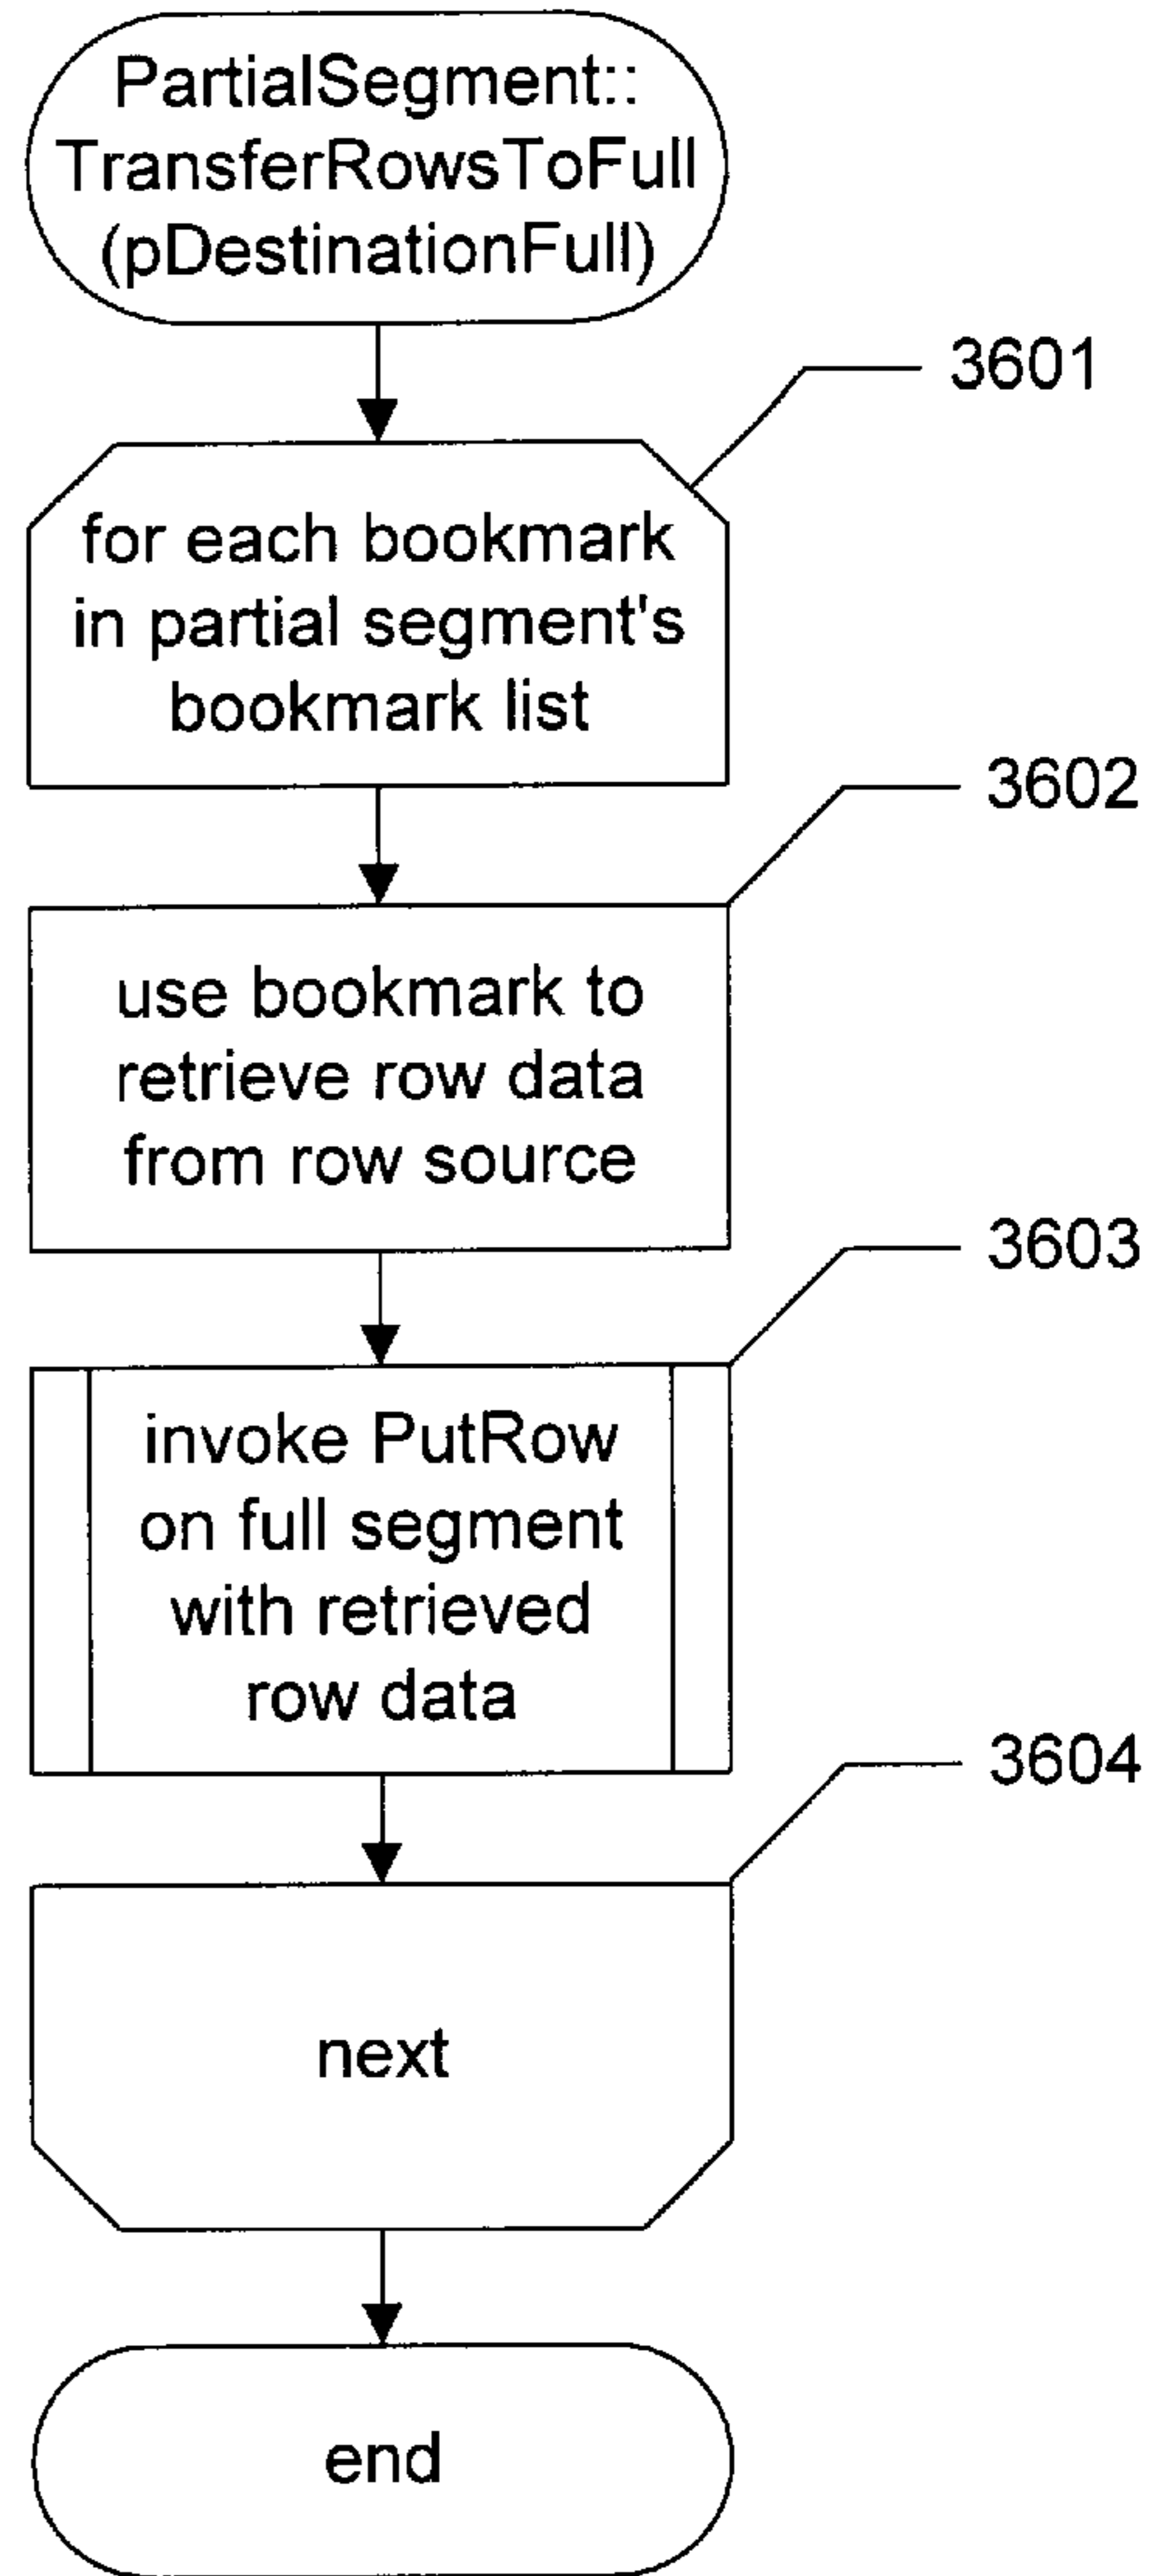 PartialSegment::
TransferRowsToFull
(pDestinationFull)
3601
for each bookmark
in partial segment's
bookmark list
3602
use bookmark to
retrieve row data
from row source
3603
invoke PutRow
on full segment
with retrieved
row data
3604
next
end